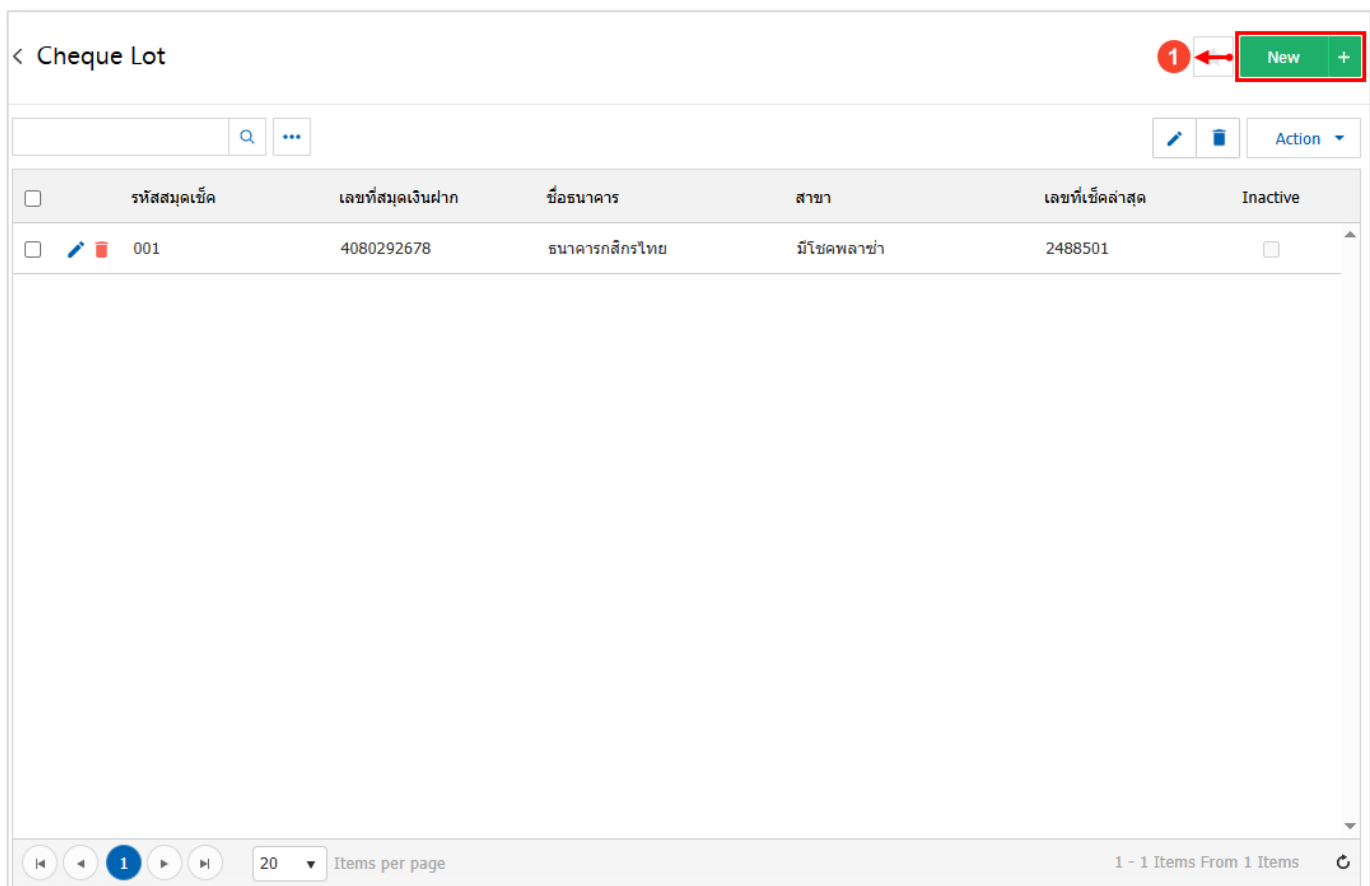 Cheque Lot
1
New +
Action
รหัสสมุดเช็ค เลขที่สมุดเงินฝาก ชื่อธนาคาร สาขา เลขที่เช็คล่าสุด Inactive
001 4080292678 ธนาคารกสิกรไทย มีโชคพลาซ่า 2488501
1 20 Items per page 1 - 1 Items From 1 Items